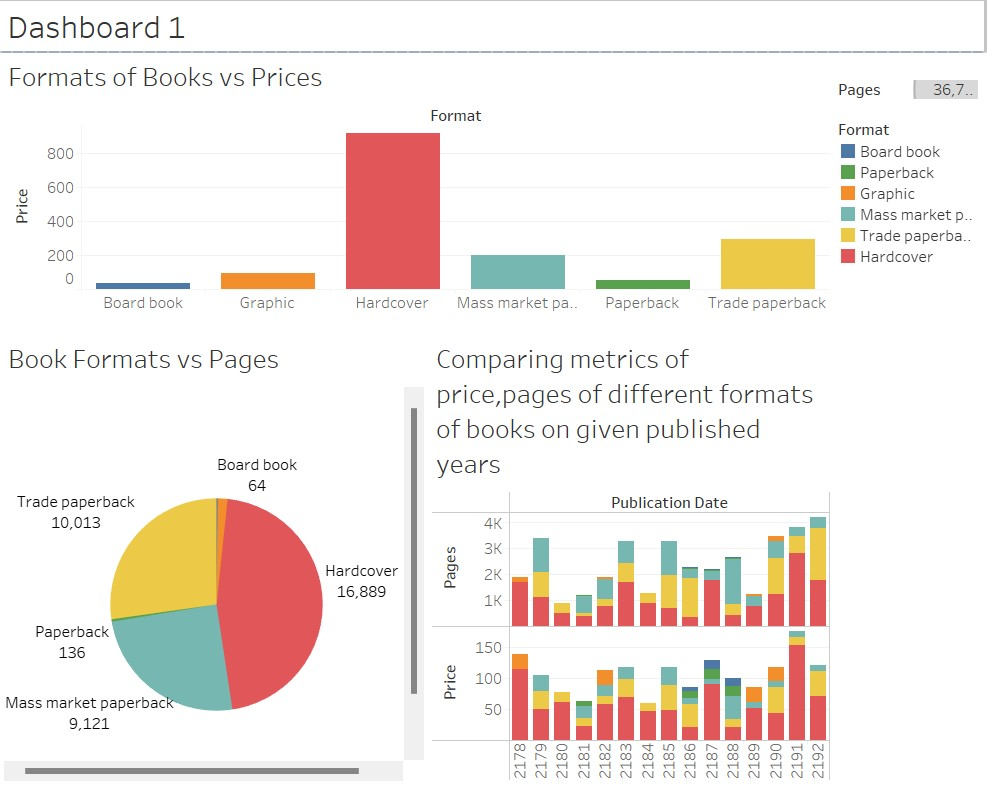 Dashboard 1
Formats of Books vs Prices
Format
Price
800
600
400
200
0
Board book
Graphic
Hardcover
Mass market pa..
Paperback
Trade paperback
Pages
36,7..
Format
Board book
Paperback
Graphic
Mass market p..
Trade paperba..
Hardcover
Book Formats vs Pages
Board book
64
Trade paperback
10,013
Hardcover
16,889
Paperback
136
Mass market paperback
9,121
Comparing metrics of
price,pages of different formats
of books on given published
years
Publication Date
Pages
4K
3K
2K
1K
Price
150
100
50
2178
2179
2180
2181
2182
2183
2184
2185
2186
2187
2188
2189
2190
2191
2192